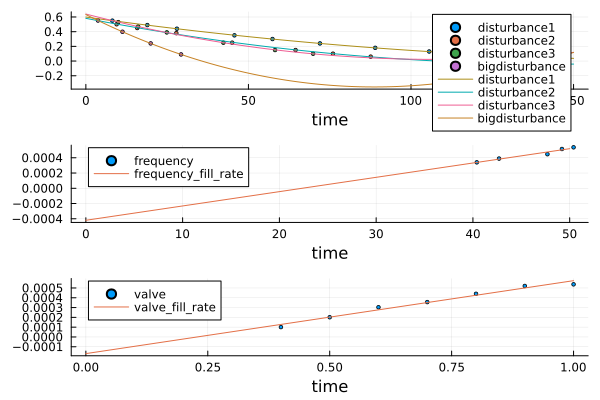 0.6
0.4
0.2
0.0
−0.2
0
50
100
50
time
disturbance1
disturbance2
disturbance3
bigdisturbance
disturbance1
disturbance2
disturbance3
bigdisturbance
0.0004
0.0002
0.0000
−0.0002
−0.0004
0
10
20
30
40
50
time
frequency
frequency_fill_rate
0.0005
0.0004
0.0003
0.0002
0.0001
0.0000
−0.0001
0.00
0.25
0.50
0.75
1.00
time
valve
valve_fill_rate